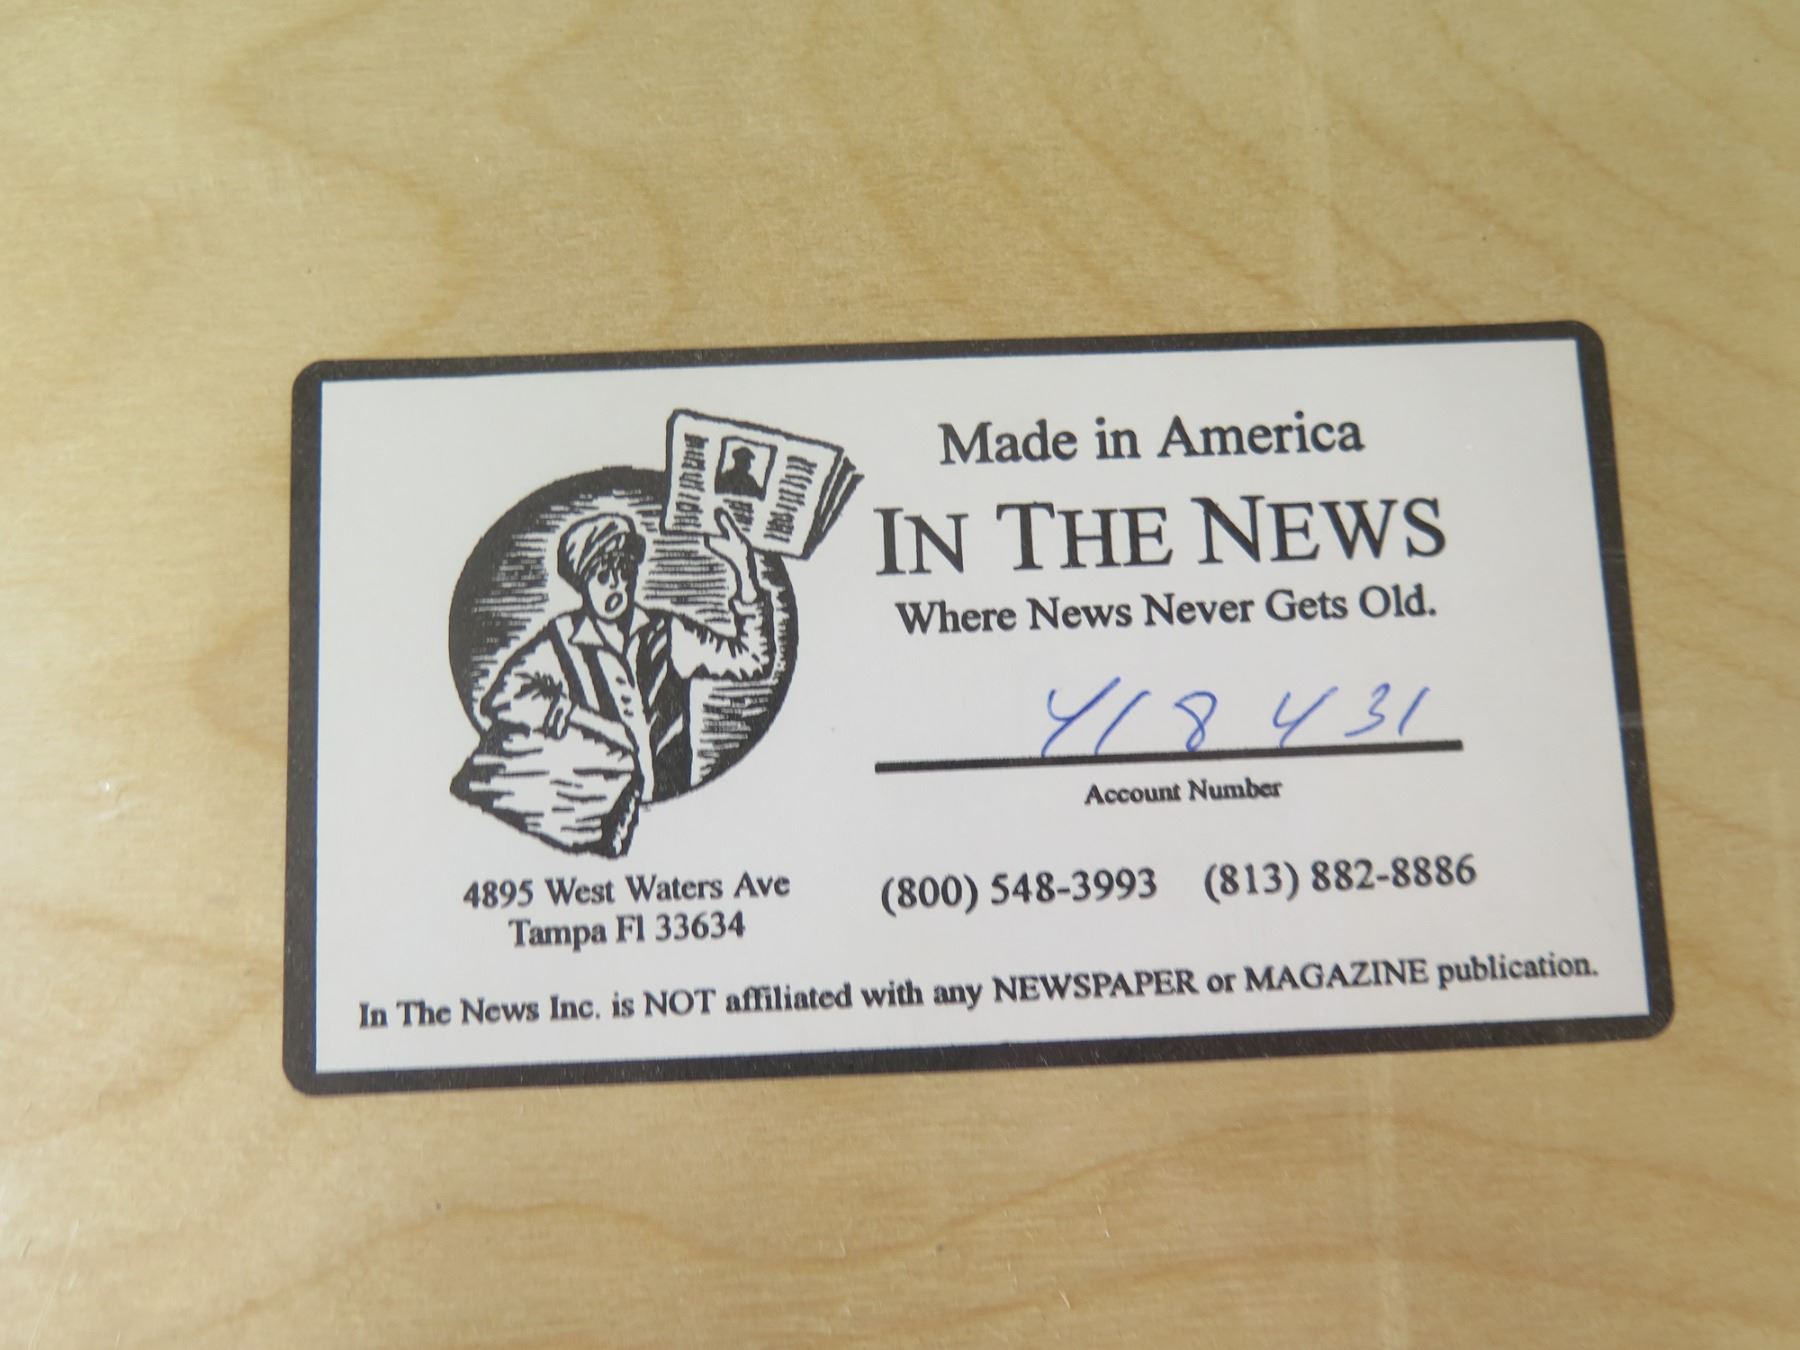 Made in America
IN THE NEWS
Where News Never Gets Old.
418431
Account Number
4895 West Waters Ave
Tampa Fl 33634
(800) 548-3993 (813) 882-8886
In The News Inc. is NOT affiliated with any NEWSPAPER or MAGAZINE publication.